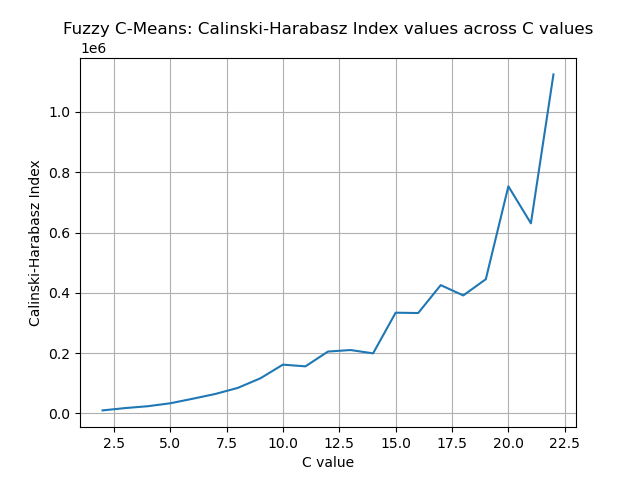 Fuzzy C-Means: Calinski-Harabasz Index values across C values
1e6
1.0
0.8
0.6
0.4
0.2
0.0
Calinski-Harabasz Index
2.5 5.0 7.5 10.0 12.5 15.0 17.5 20.0 22.5
C value